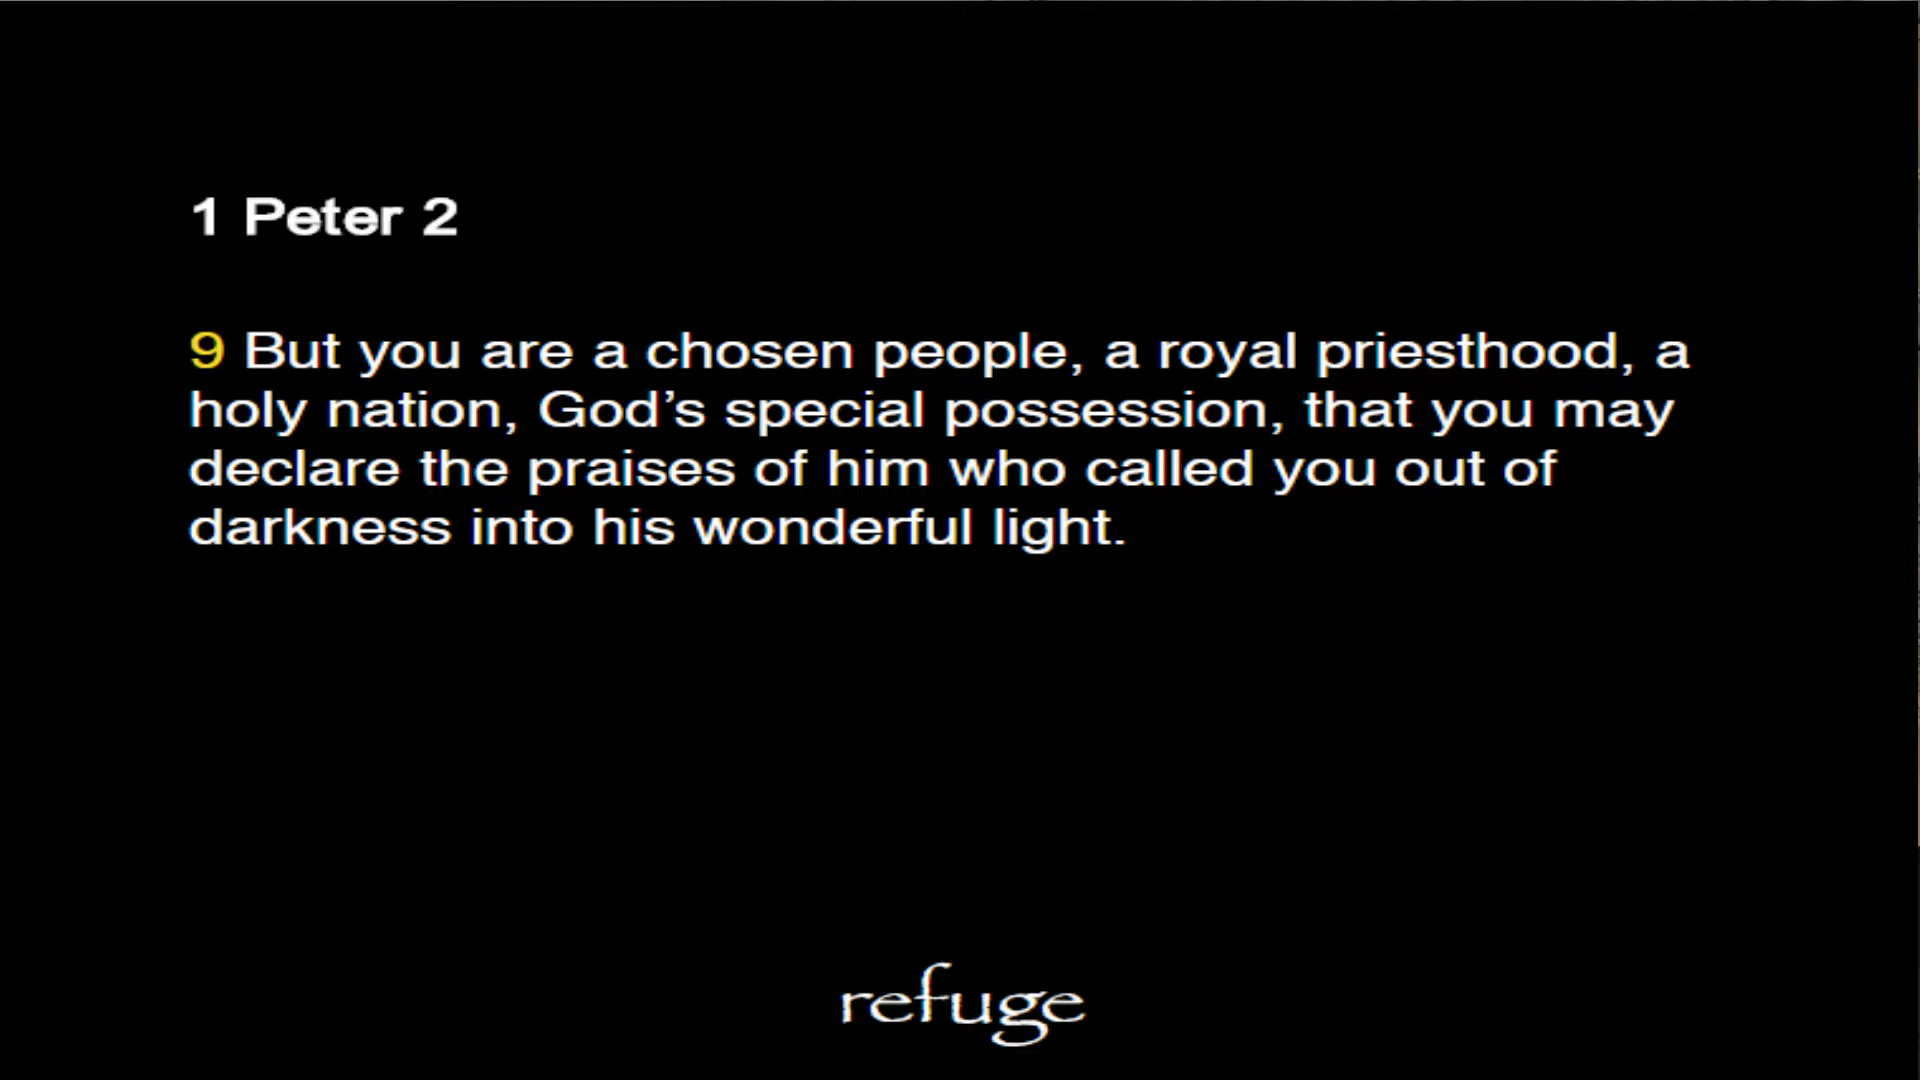 1 Peter 2
9 But you are a chosen people, a royal priesthood, a
holy nation, God’s special possession, that you may
declare the praises of him who called you out of
darkness into his wonderful light.
refuge